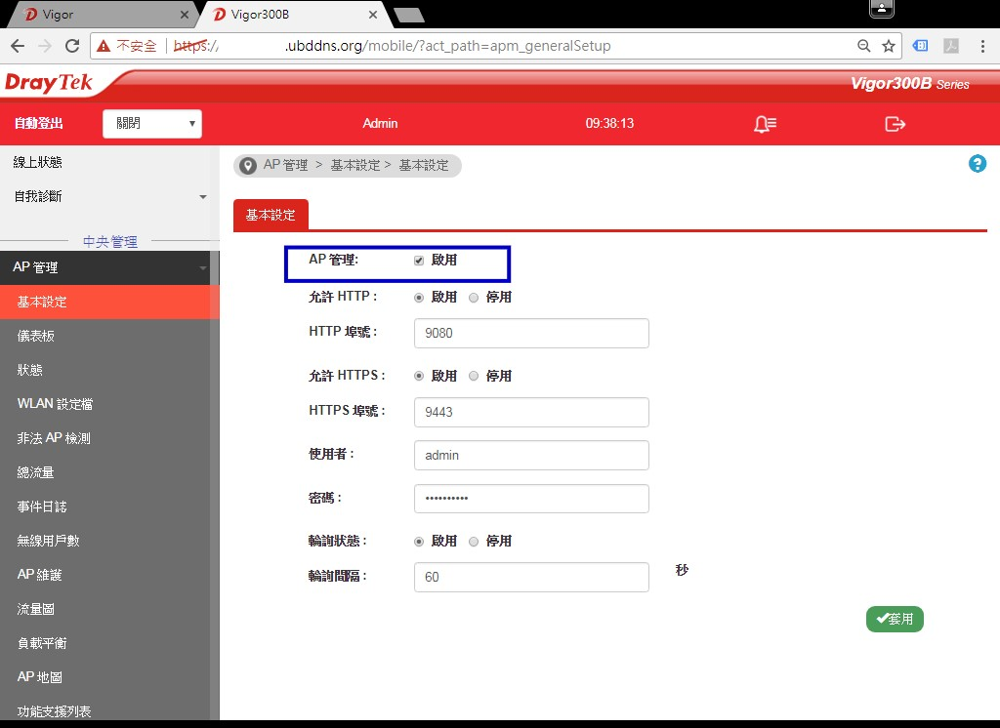 Vigor
Vigor300B
不安全 https:// .ubddns.org/mobile/?act_path=apm_generalSetup
DrayTek
Vigor300B Series
自動登出 關閉 Admin 09:38:13
線上狀態
自我診斷
中央管理
AP 管理
基本設定
儀表板
狀態
WLAN 設定檔
非法 AP 檢測
總流量
事件日誌
無線用戶數
AP 維護
流量圖
負載平衡
AP 地圖
功能支援列表
AP 管理 > 基本設定 > 基本設定
基本設定
AP 管理: 啟用
允許 HTTP : 啟用 停用
HTTP 埠號 : 9080
允許 HTTPS : 啟用 停用
HTTPS 埠號 : 9443
使用者 : admin
密碼 : ••••••••••
輪詢狀態 : 啟用 停用
輪詢間隔 : 60 秒
套用